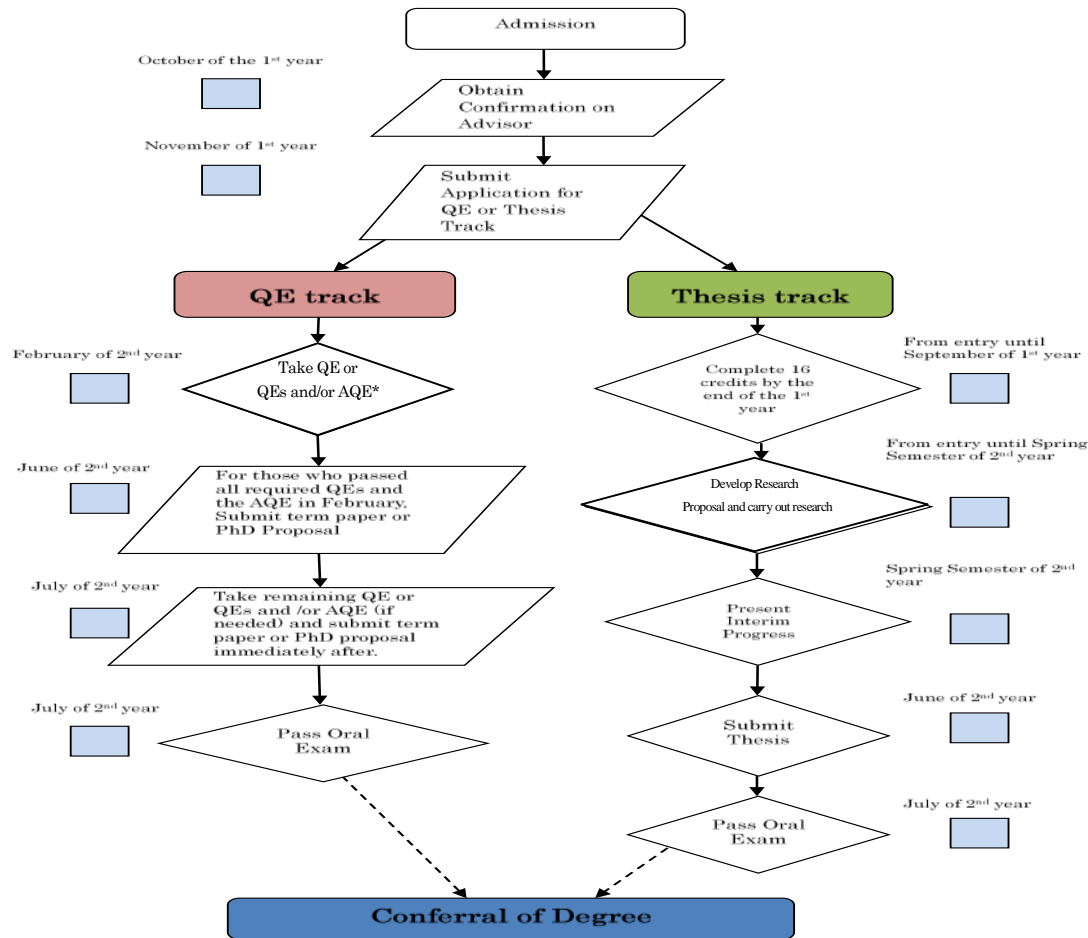 Admission
October of the 1st year
Obtain
Confirmation on
Advisor
November of 1st year
Submit
Application for
QE or Thesis
Track
QE track
Thesis track
February of 2nd year
Take QE or
QEs and/or AQE*
From entry until
September of 1st year
Complete 16
credits by the
end of the 1st
year
June of 2nd year
For those who passed
all required QEs and
the AQE in February,
Submit term paper or
PhD Proposal
From entry until Spring
Semester of 2nd year
Develop Research
Proposal and carry out research
July of 2nd year
Take remaining QE or
QEs and /or AQE (if
needed) and submit term
paper or PhD proposal
immediately after.
Spring Semester of 2nd
year
Present
Interim
Progress
July of 2nd year
Pass Oral
Exam
June of 2nd year
Submit
Thesis
July of 2nd year
Pass Oral
Exam
Conferral of Degree